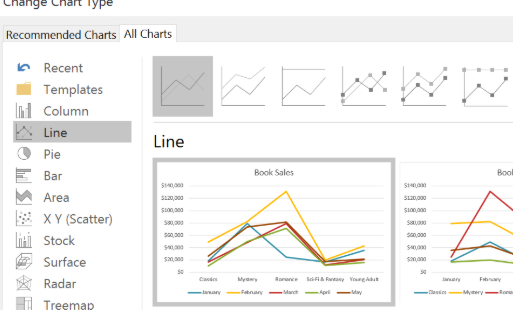 Change Chart Type
Recommended Charts All Charts
Recent
Templates
Column
Line
Pie
Bar
Area
X Y (Scatter)
Stock
Surface
Radar
Treemap
Line
Book Sales
$140,000
$120,000
$100,000
$80,000
$60,000
$40,000
$20,000
$0
Classics Mystery Romance Sci-Fi & Fantasy Young Adult
January February March April May
Book
$140,000
$120,000
$100,000
$80,000
$60,000
$40,000
$20,000
$0
January February
Classics Mystery Roma